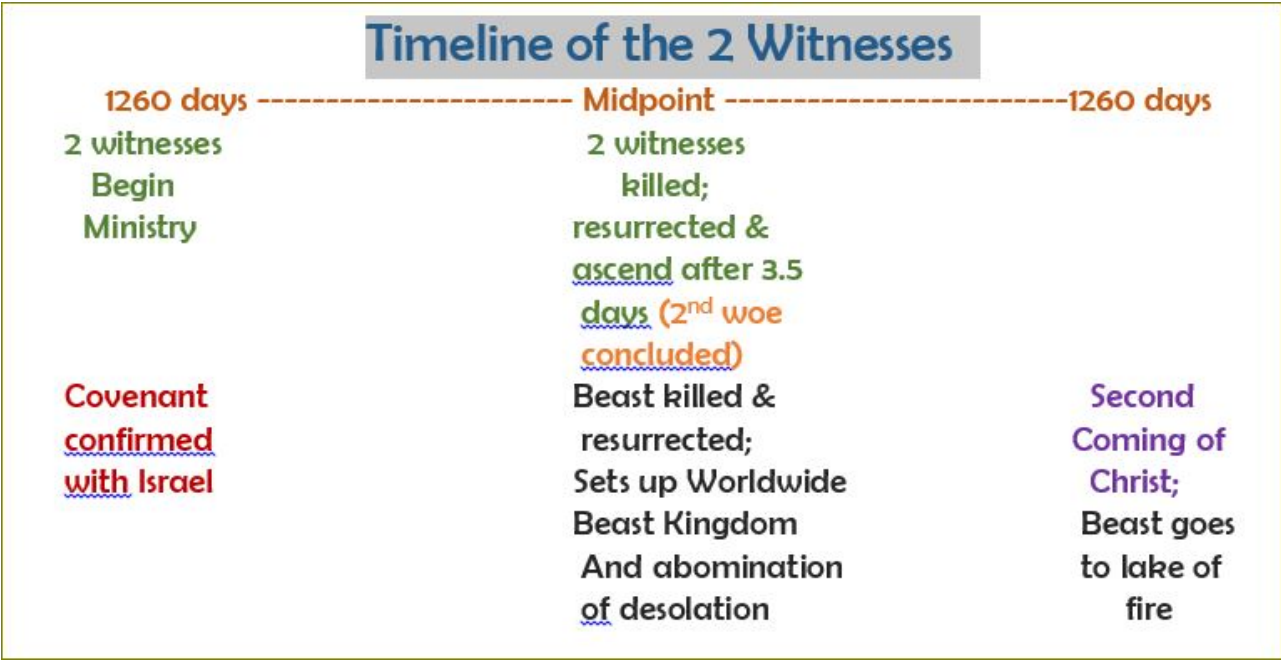 Timeline of the 2 Witnesses
1260 days ----------------------- Midpoint -------------------------1260 days
2 witnesses 2 witnesses
Begin killed;
Ministry resurrected &
ascend after 3.5
days (2nd woe
concluded)
Covenant Beast killed & Second
confirmed resurrected; Coming of
with Israel Sets up Worldwide Christ;
Beast Kingdom Beast goes
And abomination to lake of
of desolation fire